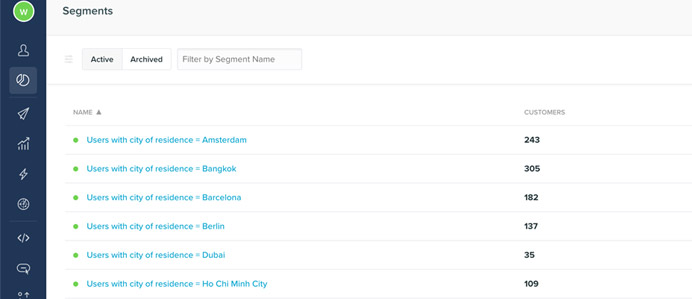 W
Segments
Active Archived Filter by Segment Name
NAME ▲ CUSTOMERS
Users with city of residence = Amsterdam 243
Users with city of residence = Bangkok 305
Users with city of residence = Barcelona 182
Users with city of residence = Berlin 137
Users with city of residence = Dubai 35
Users with city of residence = Ho Chi Minh City 109